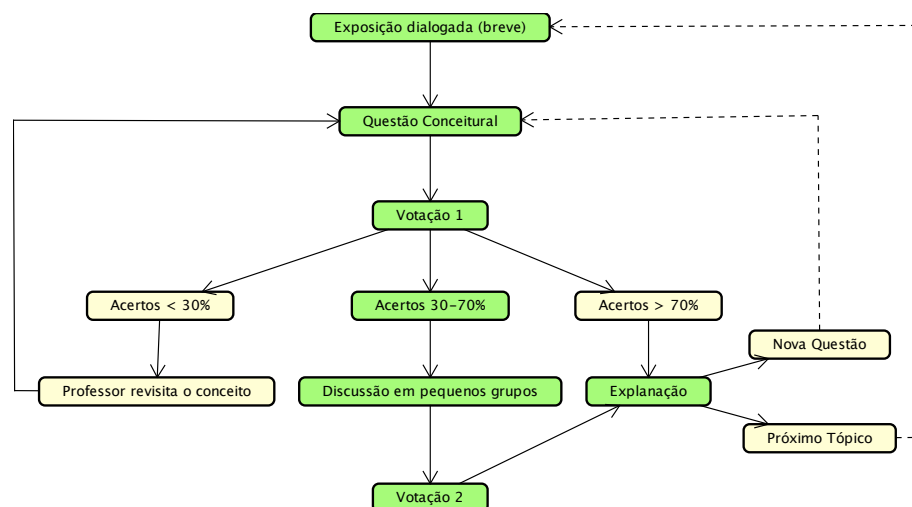 Exposição dialogada (breve)
Questão Conceitural
Votação 1
Acertos < 30%
Acertos 30-70%
Acertos > 70%
Nova Questão
Professor revisita o conceito
Discussão em pequenos grupos
Explanação
Próximo Tópico
Votação 2